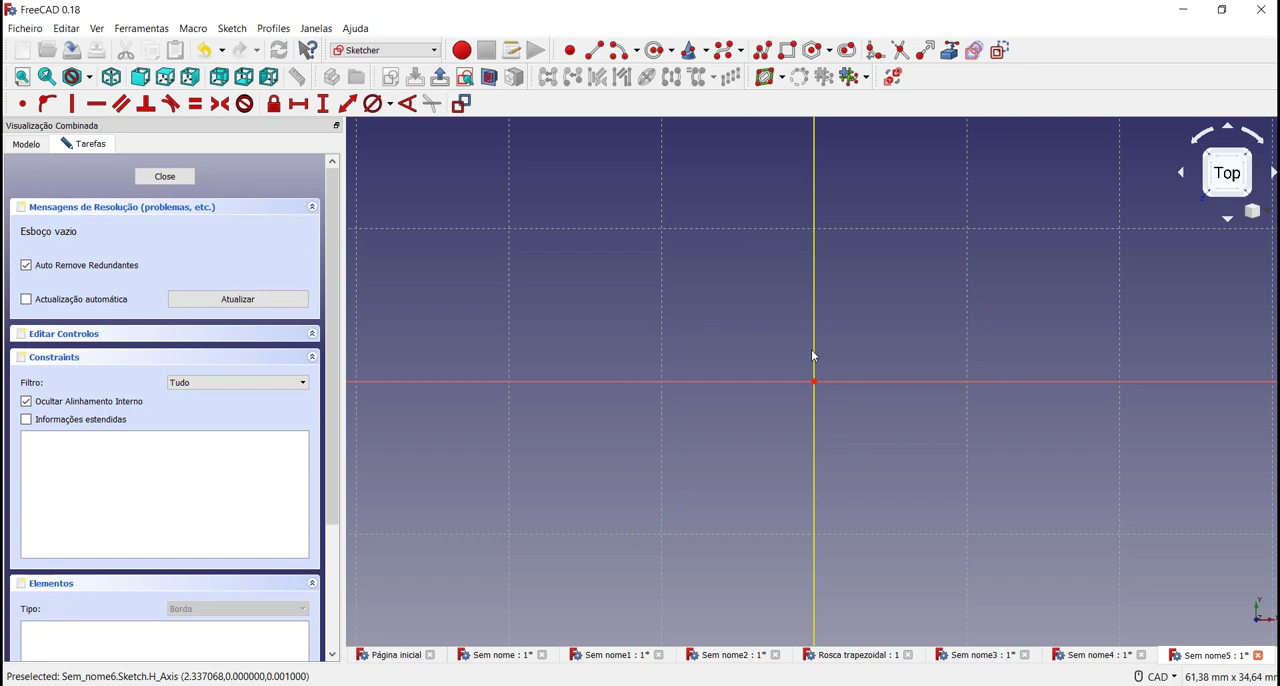 FreeCAD 0.18
Ficheiro Editar Ver Ferramentas Macro Sketch Profiles Janelas Ajuda
Sketcher
Visualização Combinada
Modelo Tarefas
Close
Mensagens de Resolução (problemas, etc.)
Esboço vazio
Auto Remove Redundantes
Actualização automática Atualizar
Editar Controlos
Constraints
Filtro: Tudo
Ocultar Alinhamento Interno
Informações estendidas
Elementos
Tipo: Borda
Top
Z
Y
Z
Página inicial Sem nome : 1* Sem nome1 : 1* Sem nome2 : 1* Rosca trapezoidal : 1 Sem nome3 : 1* Sem nome4 : 1* Sem nome5 : 1*
Preselected: Sem_nome6.Sketch.H_Axis (2.337068,0.000000,0.001000) CAD 61,38 mm x 34,64 mm